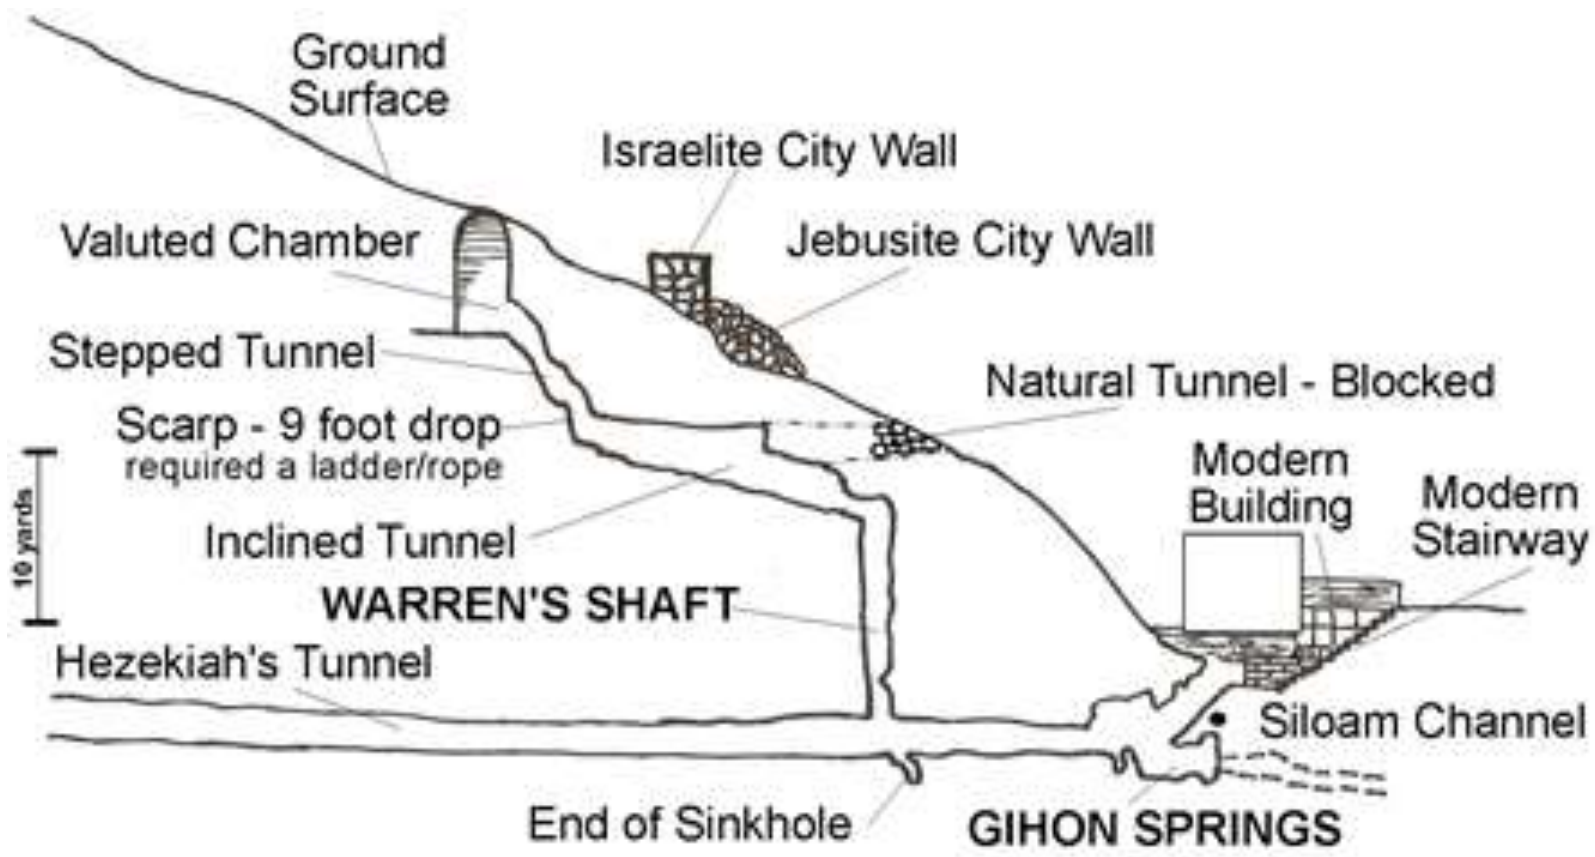 Ground
Surface
Israelite City Wall
Valuted Chamber
Jebusite City Wall
Stepped Tunnel
Natural Tunnel - Blocked
Scarp - 9 foot drop
required a ladder/rope
Modern
Building
Modern
Stairway
10 yards
Inclined Tunnel
WARREN'S SHAFT
Hezekiah's Tunnel
Siloam Channel
End of Sinkhole
GIHON SPRINGS